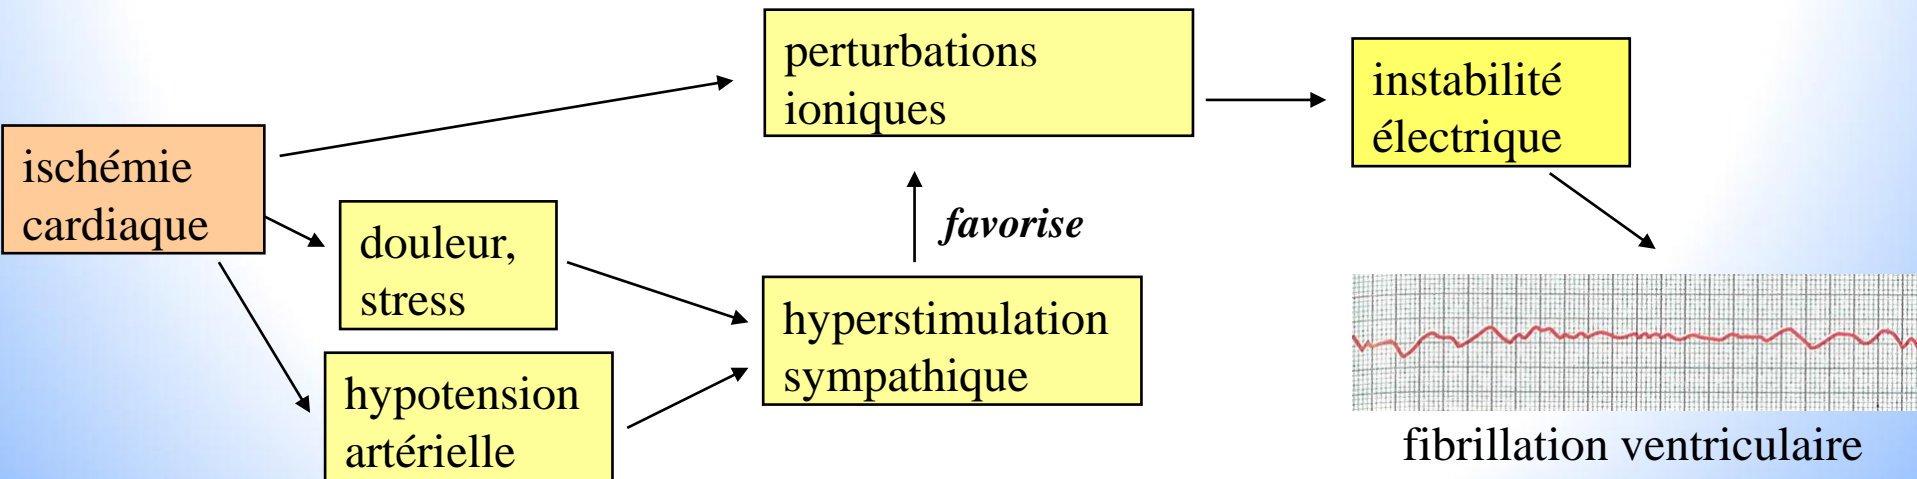 ischémie
cardiaque
douleur,
stress
hypotension
artérielle
perturbations
ioniques
favorise
hyperstimulation
sympathique
instabilité
électrique
fibrillation ventriculaire